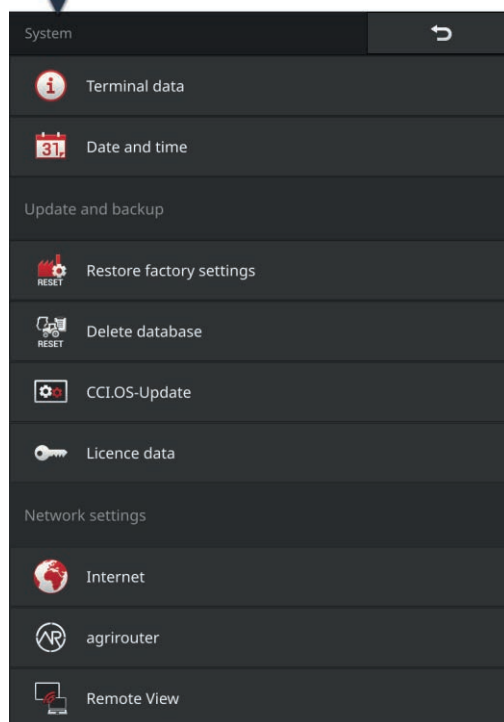 System
i
Terminal data
31
Date and time
Update and backup
RESET
Restore factory settings
RESET
Delete database
CCI.OS-Update
Licence data
Network settings
Internet
AR
agrirouter
Remote View